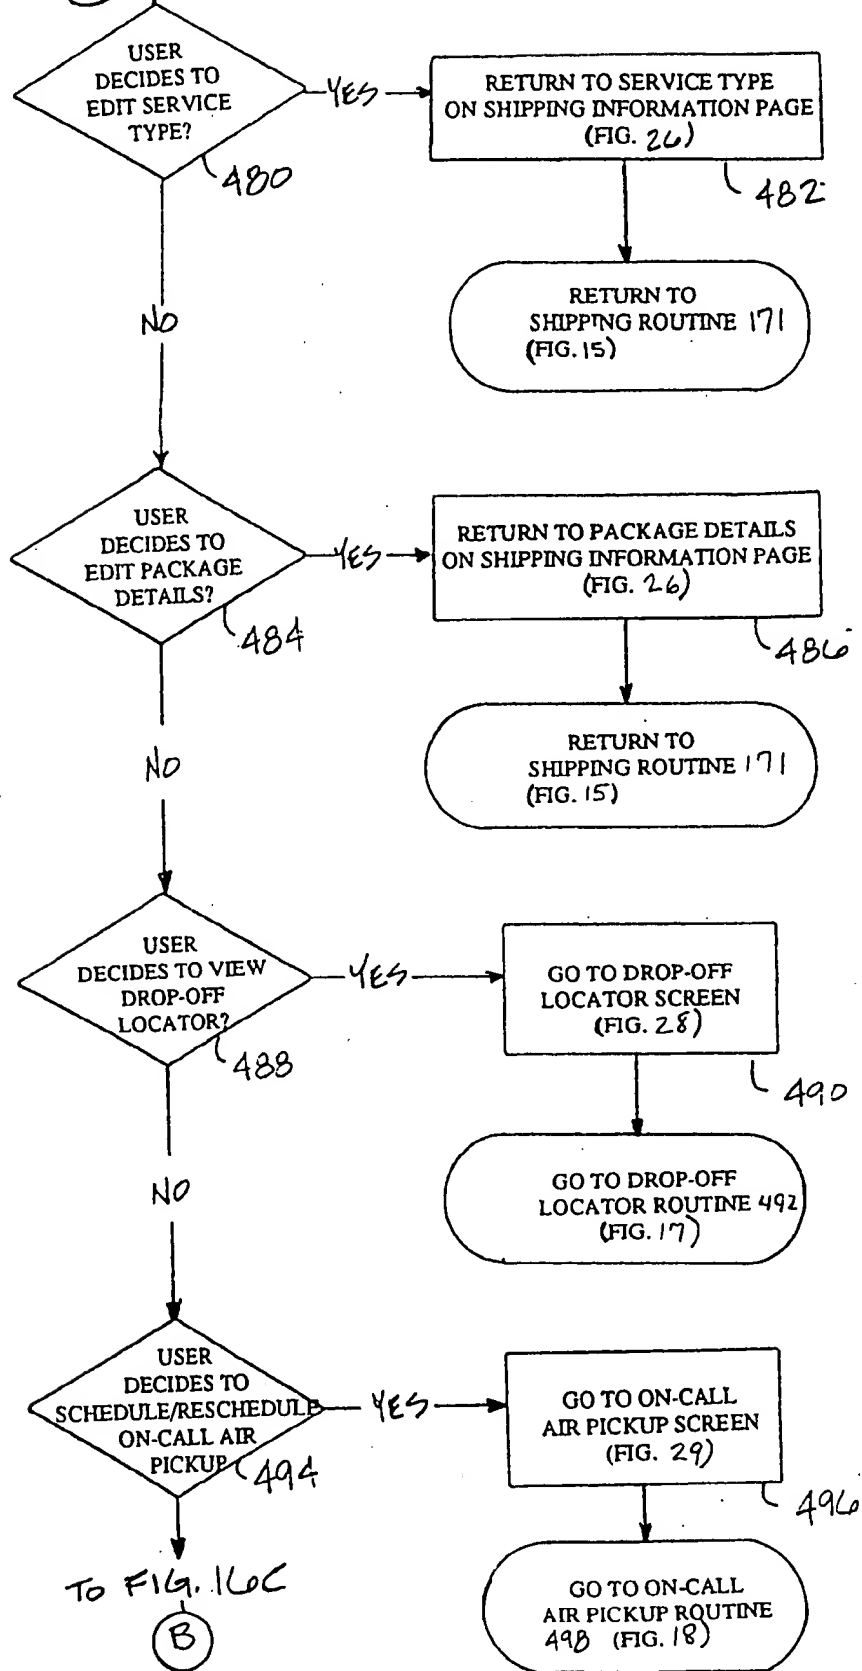 USER
DECIDES TO
EDIT SERVICE
TYPE?
480
YES
RETURN TO SERVICE TYPE
ON SHIPPING INFORMATION PAGE
(FIG. 26)
482
RETURN TO
SHIPPING ROUTINE 171
(FIG. 15)
NO
USER
DECIDES TO
EDIT PACKAGE
DETAILS?
484
YES
RETURN TO PACKAGE DETAILS
ON SHIPPING INFORMATION PAGE
(FIG. 26)
486
RETURN TO
SHIPPING ROUTINE 171
(FIG. 15)
NO
USER
DECIDES TO VIEW
DROP-OFF
LOCATOR?
488
YES
GO TO DROP-OFF
LOCATOR SCREEN
(FIG. 28)
490
GO TO DROP-OFF
LOCATOR ROUTINE 492
(FIG. 17)
NO
USER
DECIDES TO
SCHEDULE/RESCHEDULE
ON-CALL AIR
PICKUP
494
YES
GO TO ON-CALL
AIR PICKUP SCREEN
(FIG. 29)
496
GO TO ON-CALL
AIR PICKUP ROUTINE
498 (FIG. 18)
TO FIG. 16C
B